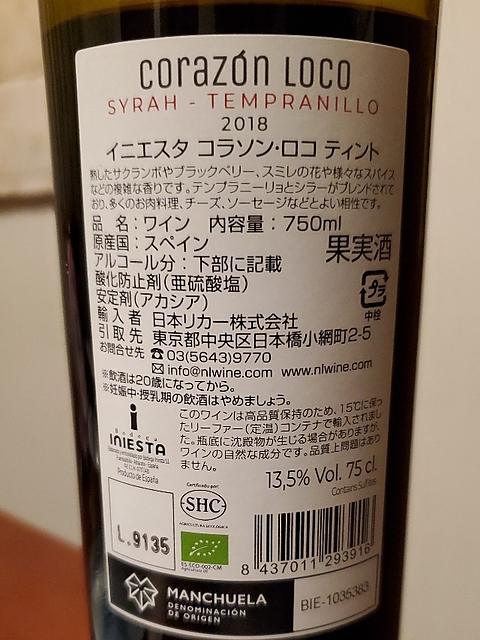 corazón loco
SYRAH - TEMPRANILLO
2018
イニエスタ コラソン・ロコ ティント
熟したサクランボやブラックベリー、スミレの花や様々なスパイス
などの複雑な香りです。テンプラニーリョとシラーがブレンドされて
おり、多くのお肉料理、チーズ、ソーセージなどとよい相性です。
品 名：ワイン 内容量：750ml
原産国：スペイン
果実酒
アルコール分：下部に記載
酸化防止剤(亜硫酸塩)
安定剤(アカシア)
プラ
中栓
輸入者 日本リカー株式会社
引取先 東京都中央区日本橋小網町2-5
お問合せ先 ☎03(5643)9770
✉ info@nlwine.com www.nlwine.com
※飲酒は20歳になってから。
※妊娠中・授乳期の飲酒はやめましょう。
このワインは高品質保持のため、15℃に保っ
たリーファー(定温)コンテナで輸入されまし
た。瓶底に沈殿物が生じる場合がありますが、
ワインの自然な成分です。品質上問題はあり
ません。
Bodega
INIESTA
Producto de España
13,5% Vol. 75 cl.
Contains Sulfites
Certificado por:
SHC
AGRICULTURA ECOLÓGICA
L.9135
ES-ECO-002-CM
Agricultura UE
8 437011 293916
MANCHUELA
DENOMINACIÓN
DE ORIGEN
BIE-1035383